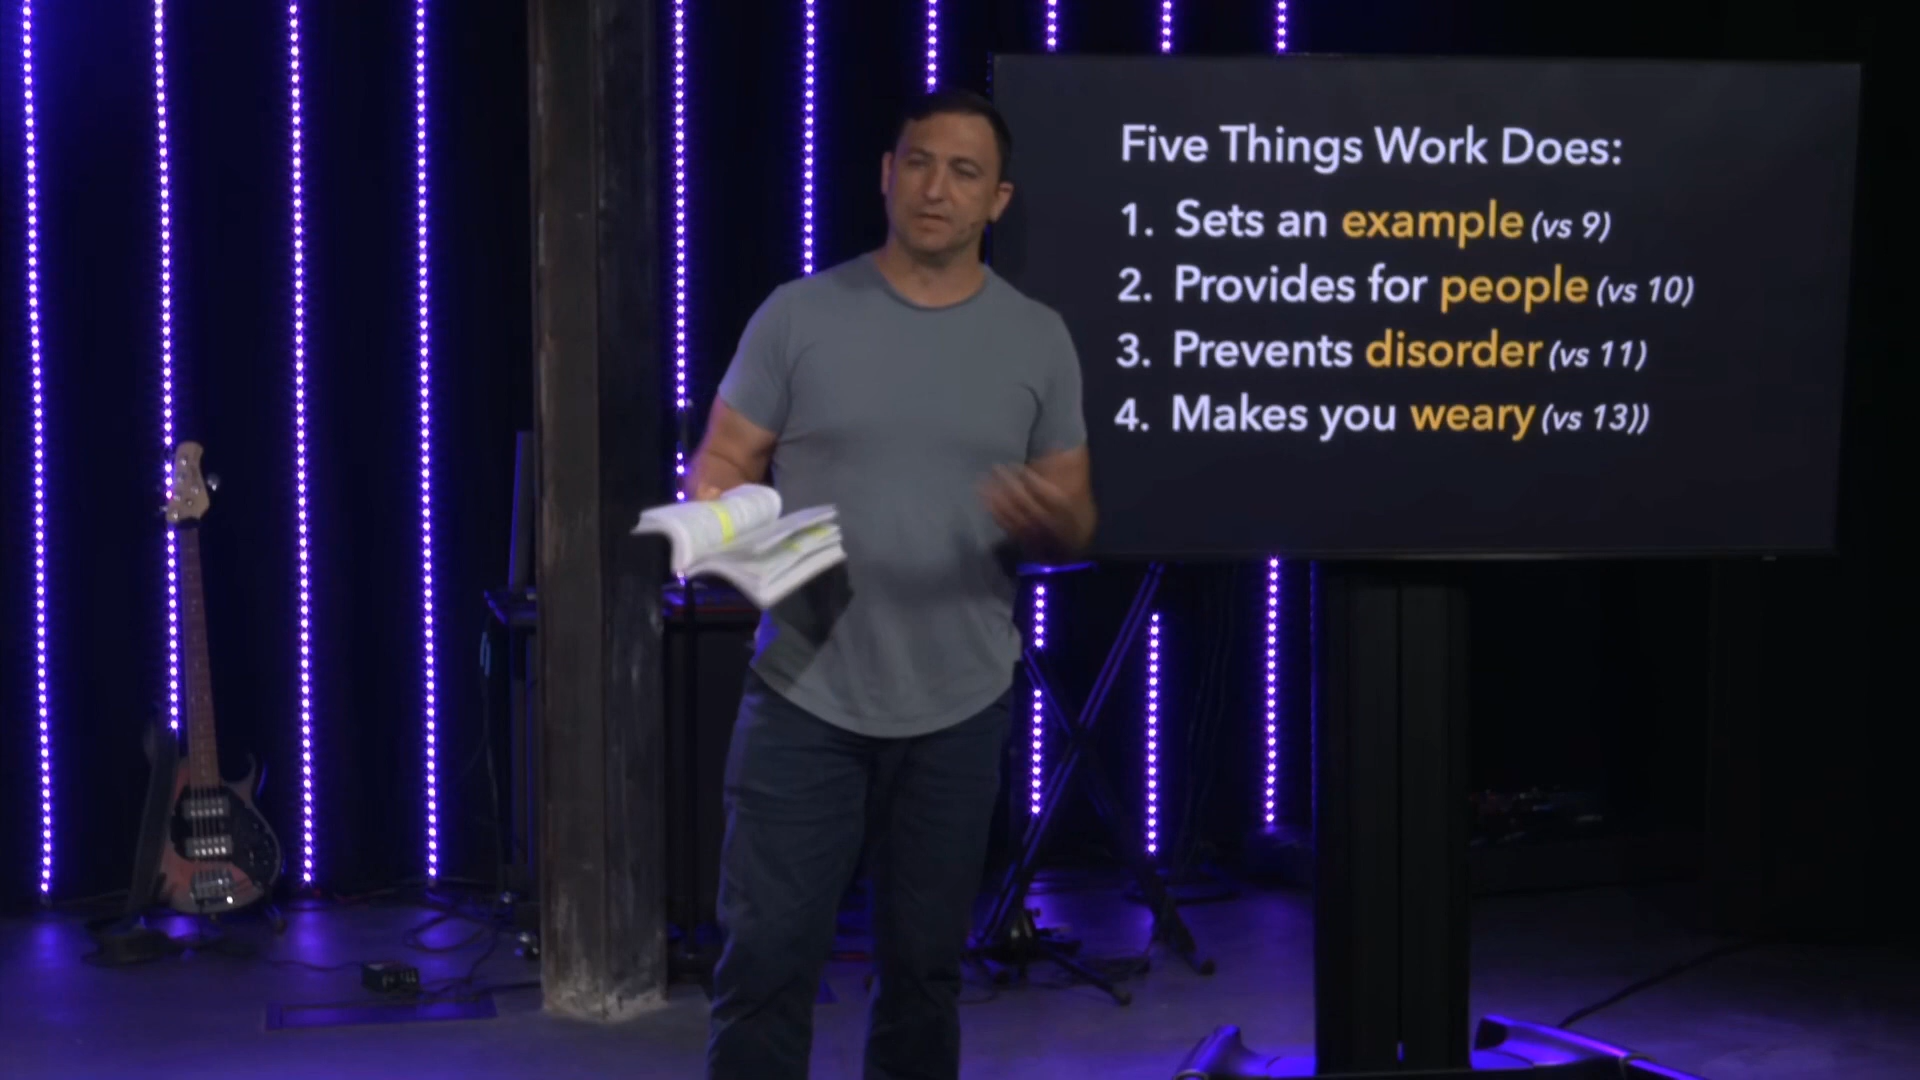 Five Things Work Does:
1. Sets an example (vs 9)
2. Provides for people (vs 10)
3. Prevents disorder (vs 11)
4. Makes you weary (vs 13))